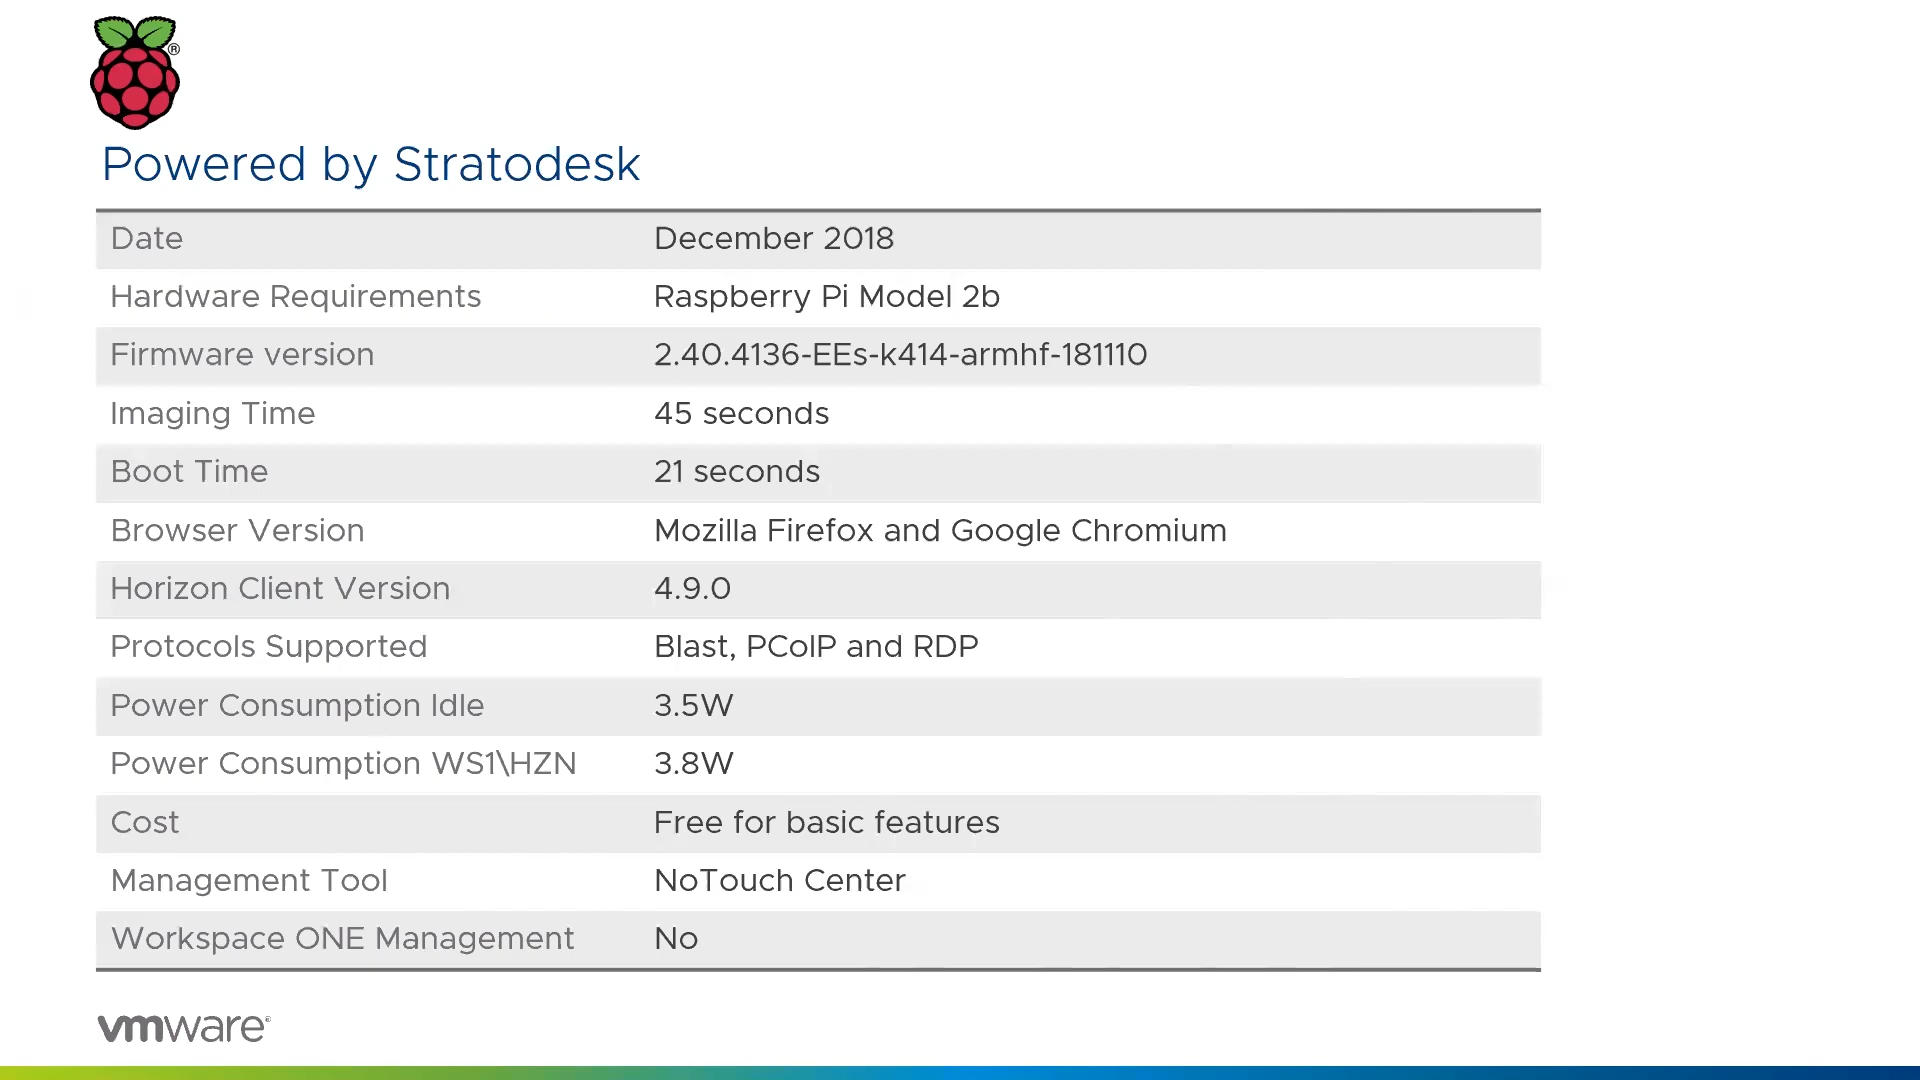 ®
Powered by Stratodesk
Date December 2018
Hardware Requirements Raspberry Pi Model 2b
Firmware version 2.40.4136-EEs-k414-armhf-181110
Imaging Time 45 seconds
Boot Time 21 seconds
Browser Version Mozilla Firefox and Google Chromium
Horizon Client Version 4.9.0
Protocols Supported Blast, PCoIP and RDP
Power Consumption Idle 3.5W
Power Consumption WS1\HZN 3.8W
Cost Free for basic features
Management Tool NoTouch Center
Workspace ONE Management No
vmware®